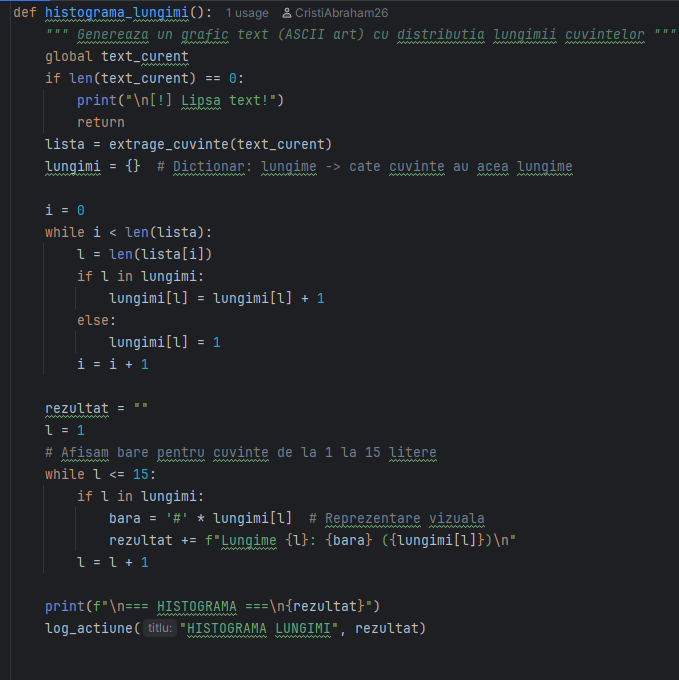 def histograma_lungimi(): 1 usage CristiAbraham26
""" Genereaza un grafic text (ASCII art) cu distributia lungimii cuvintelor """
global text_curent
if len(text_curent) == 0:
print("\n[!] Lipsa text!")
return
lista = extrage_cuvinte(text_curent)
lungimi = {} # Dictionar: lungime -> cate cuvinte au acea lungime
i = 0
while i < len(lista):
l = len(lista[i])
if l in lungimi:
lungimi[l] = lungimi[l] + 1
else:
lungimi[l] = 1
i = i + 1
rezultat = ""
l = 1
# Afisam bare pentru cuvinte de la 1 la 15 litere
while l <= 15:
if l in lungimi:
bara = '#' * lungimi[l] # Reprezentare vizuala
rezultat += f"Lungime {l}: {bara} ({lungimi[l]})\n"
l = l + 1
print(f"\n=== HISTOGRAMA ===\n{rezultat}")
log_actiune( titlu: "HISTOGRAMA LUNGIMI", rezultat)